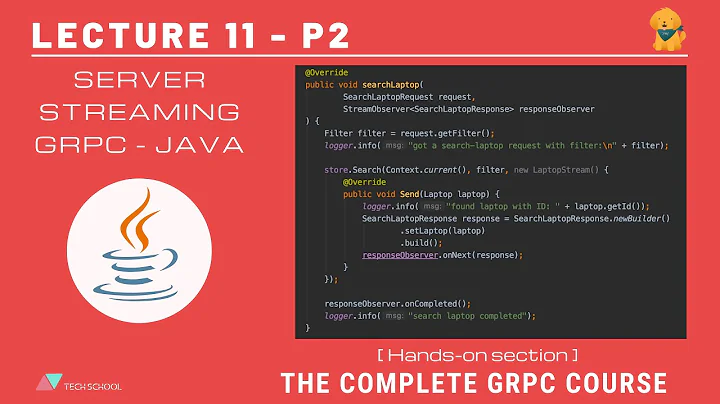 LECTURE 11 - P2
SERVER
STREAMING
GRPC - JAVA
@Override
public void searchLaptop(
SearchLaptopRequest request,
StreamObserver<SearchLaptopResponse> responseObserver
) {
Filter filter = request.getFilter();
logger.info( msg: "got a search-laptop request with filter:\n" + filter);
store.Search(Context.current(), filter, new LaptopStream() {
@Override
public void Send(Laptop laptop) {
logger.info( msg: "found laptop with ID: " + laptop.getId());
SearchLaptopResponse response = SearchLaptopResponse.newBuilder()
.setLaptop(laptop)
.build();
responseObserver.onNext(response);
}
});
responseObserver.onCompleted();
logger.info( msg: "search laptop completed");
}
[ Hands-on section ]
TECH SCHOOL
THE COMPLETE GRPC COURSE